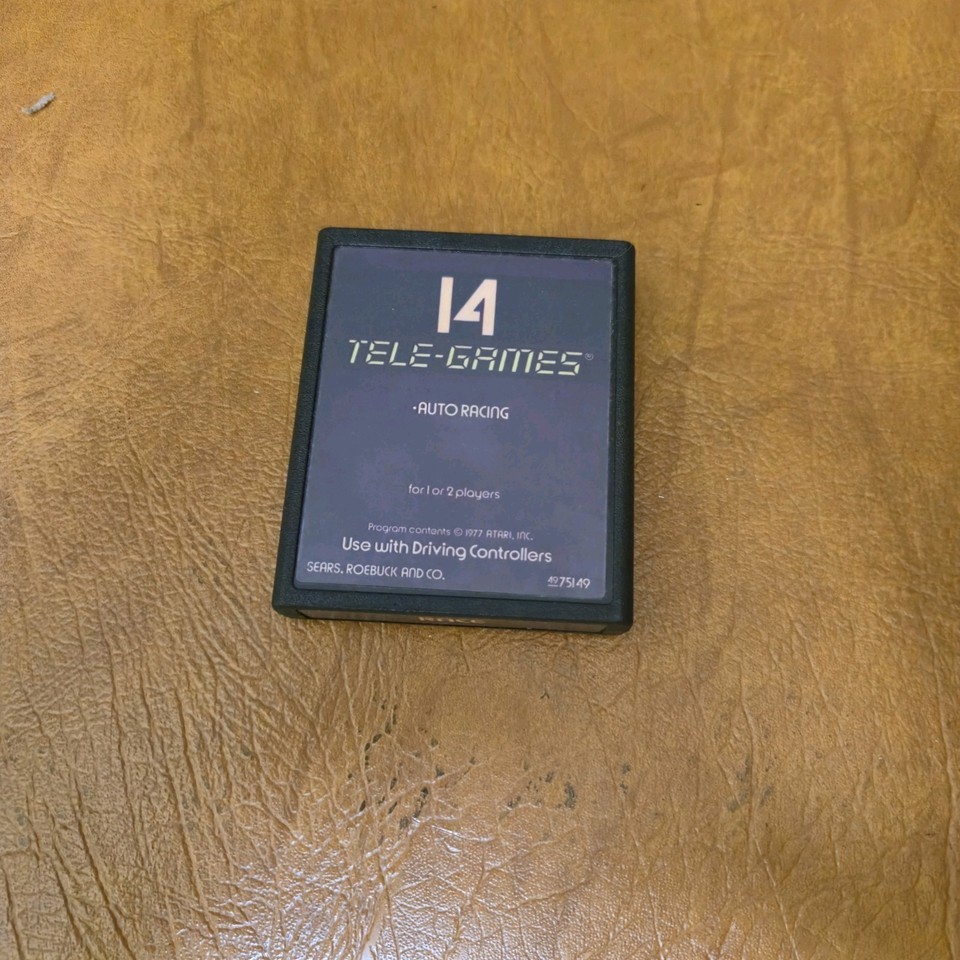 14
TELE-GAMES®
·AUTO RACING
for 1 or 2 players
Program contents © 1977 ATARI, INC.
Use with Driving Controllers
SEARS, ROEBUCK AND CO.
49 75149
RACE